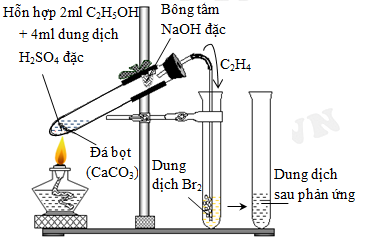 Hỗn hợp 2ml C2H5OH
+ 4ml dung dịch
H2SO4 đặc
Bông tẩm
NaOH đặc
C2H4
Đá bọt
(CaCO3)
Dung
dịch Br2
Dung dịch
sau phản ứng
VN